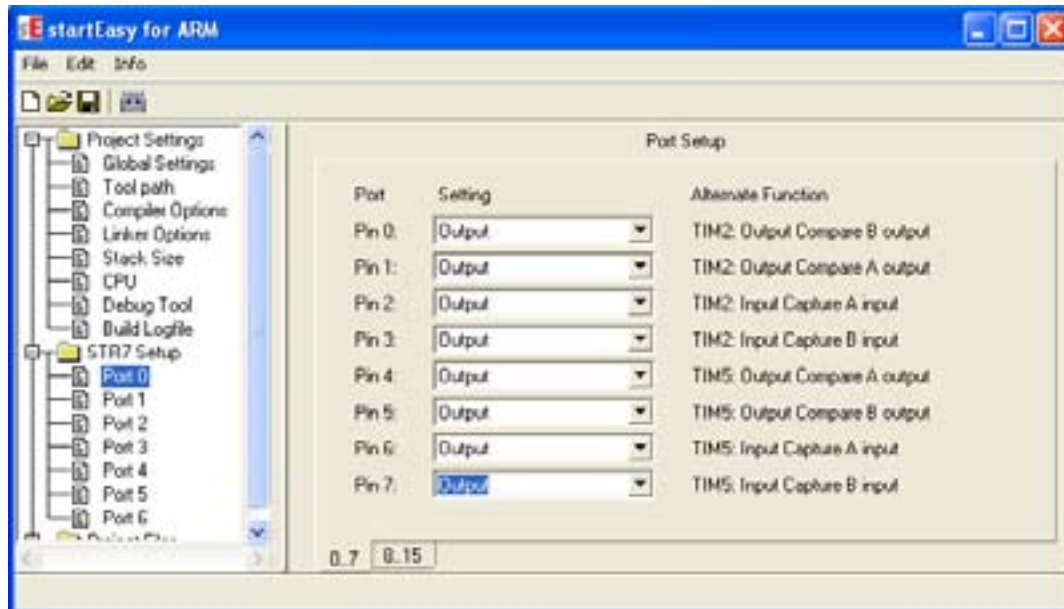 startEasy for ARM
File Edit Info
Project Settings
Global Settings
Tool path
Compiler Options
Linker Options
Stack Size
CPU
Debug Tool
Build Logfile
STR7 Setup
Port 0
Port 1
Port 2
Port 3
Port 4
Port 5
Port 6
Port Setup
Port Setting Alternate Function
Pin 0: Output TIM2: Output Compare B output
Pin 1: Output TIM2: Output Compare A output
Pin 2: Output TIM2: Input Capture A input
Pin 3: Output TIM2: Input Capture B input
Pin 4: Output TIM5: Output Compare A output
Pin 5: Output TIM5: Output Compare B output
Pin 6: Output TIM5: Input Capture A input
Pin 7: Output TIM5: Input Capture B input
0..7 8..15